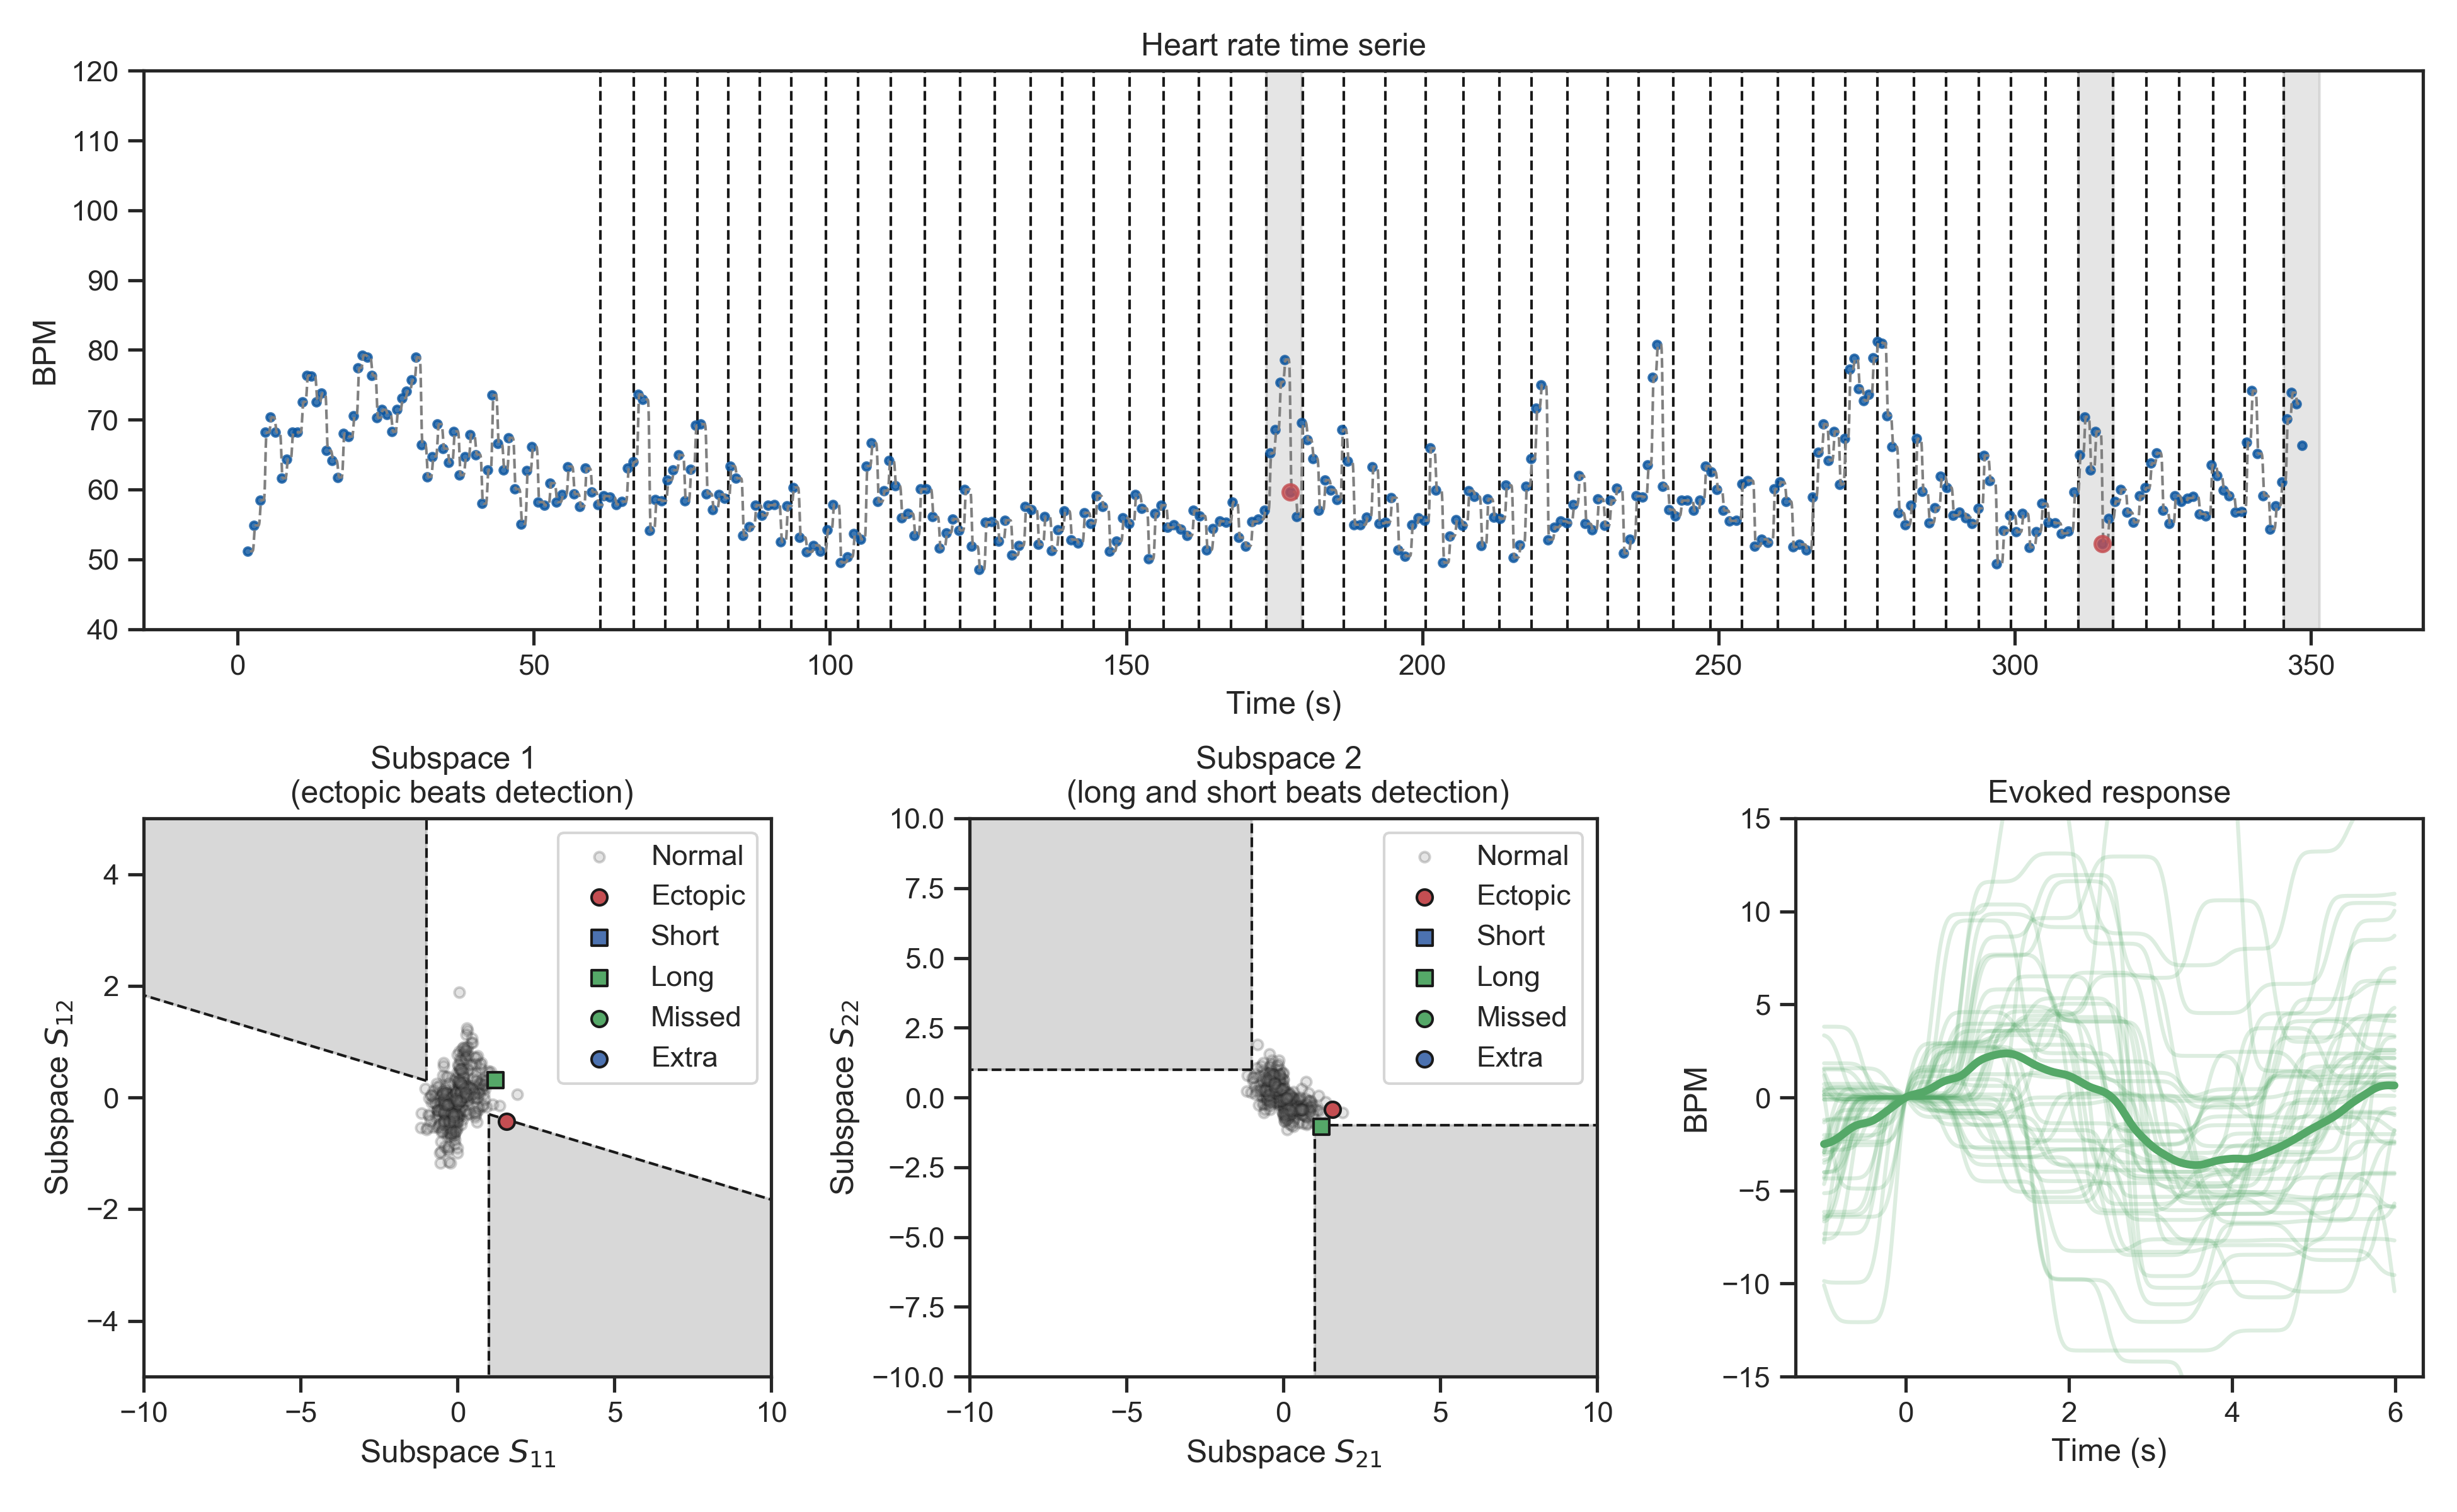 Heart rate time serie
120
110
100
90
80
70
60
50
40
BPM
0 50 100 150 200 250 300 350
Time (s)
Subspace 1
(ectopic beats detection)
4
2
0
−2
−4
Subspace S12
Normal
Ectopic
Short
Long
Missed
Extra
−10 −5 0 5 10
Subspace S11
Subspace 2
(long and short beats detection)
10.0
7.5
5.0
2.5
0.0
−2.5
−5.0
−7.5
−10.0
Subspace S22
Normal
Ectopic
Short
Long
Missed
Extra
−10 −5 0 5 10
Subspace S21
Evoked response
15
10
5
0
−5
−10
−15
BPM
0 2 4 6
Time (s)